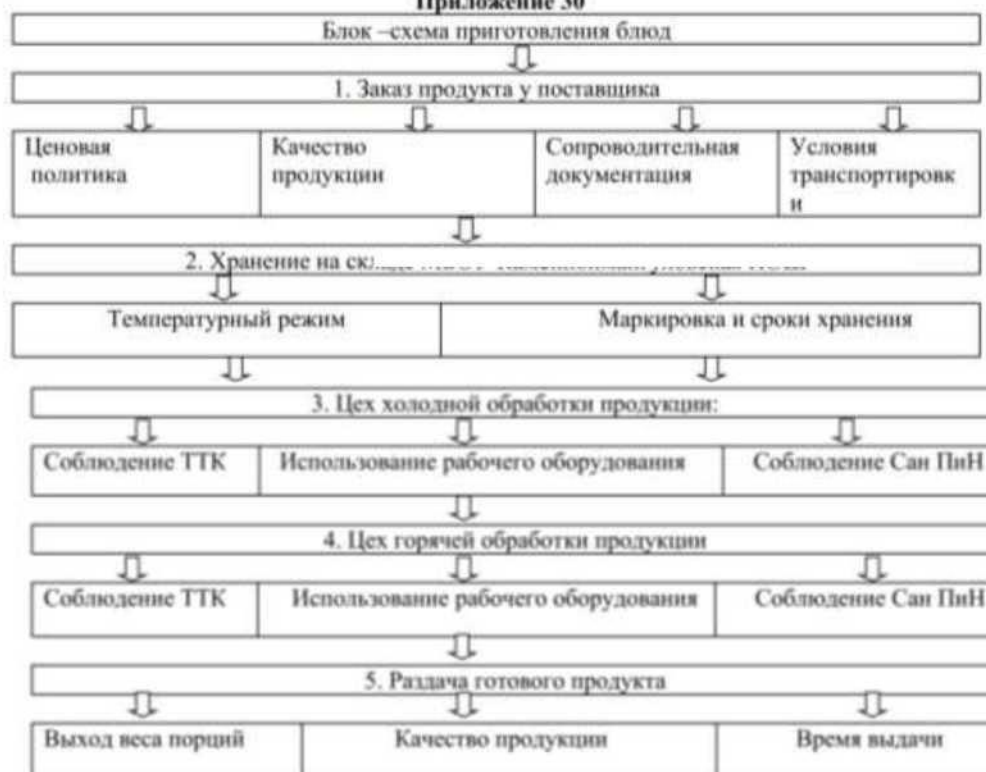 Приложение 30
Блок –схема приготовления блюд
1. Заказ продукта у поставщика
Ценовая политика
Качество продукции
Сопроводительная документация
Условия транспортировк и
2. Хранение на
Температурный режим
Маркировка и сроки хранения
3. Цех холодной обработки продукции:
Соблюдение ТТК
Использование рабочего оборудования
Соблюдение Сан ПиН
4. Цех горячей обработки продукции
Соблюдение ТТК
Использование рабочего оборудования
Соблюдение Сан ПиН
5. Раздача готового продукта
Выход веса порций
Качество продукции
Время выдачи